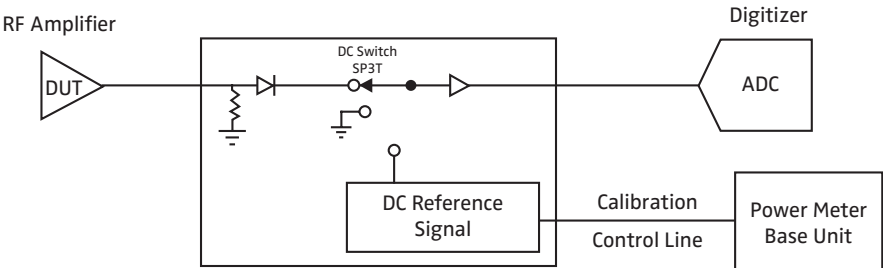 RF Amplifier
Digitizer
DC Switch
SP3T
DUT
ADC
DC Reference
Signal
Calibration
Control Line
Power Meter
Base Unit